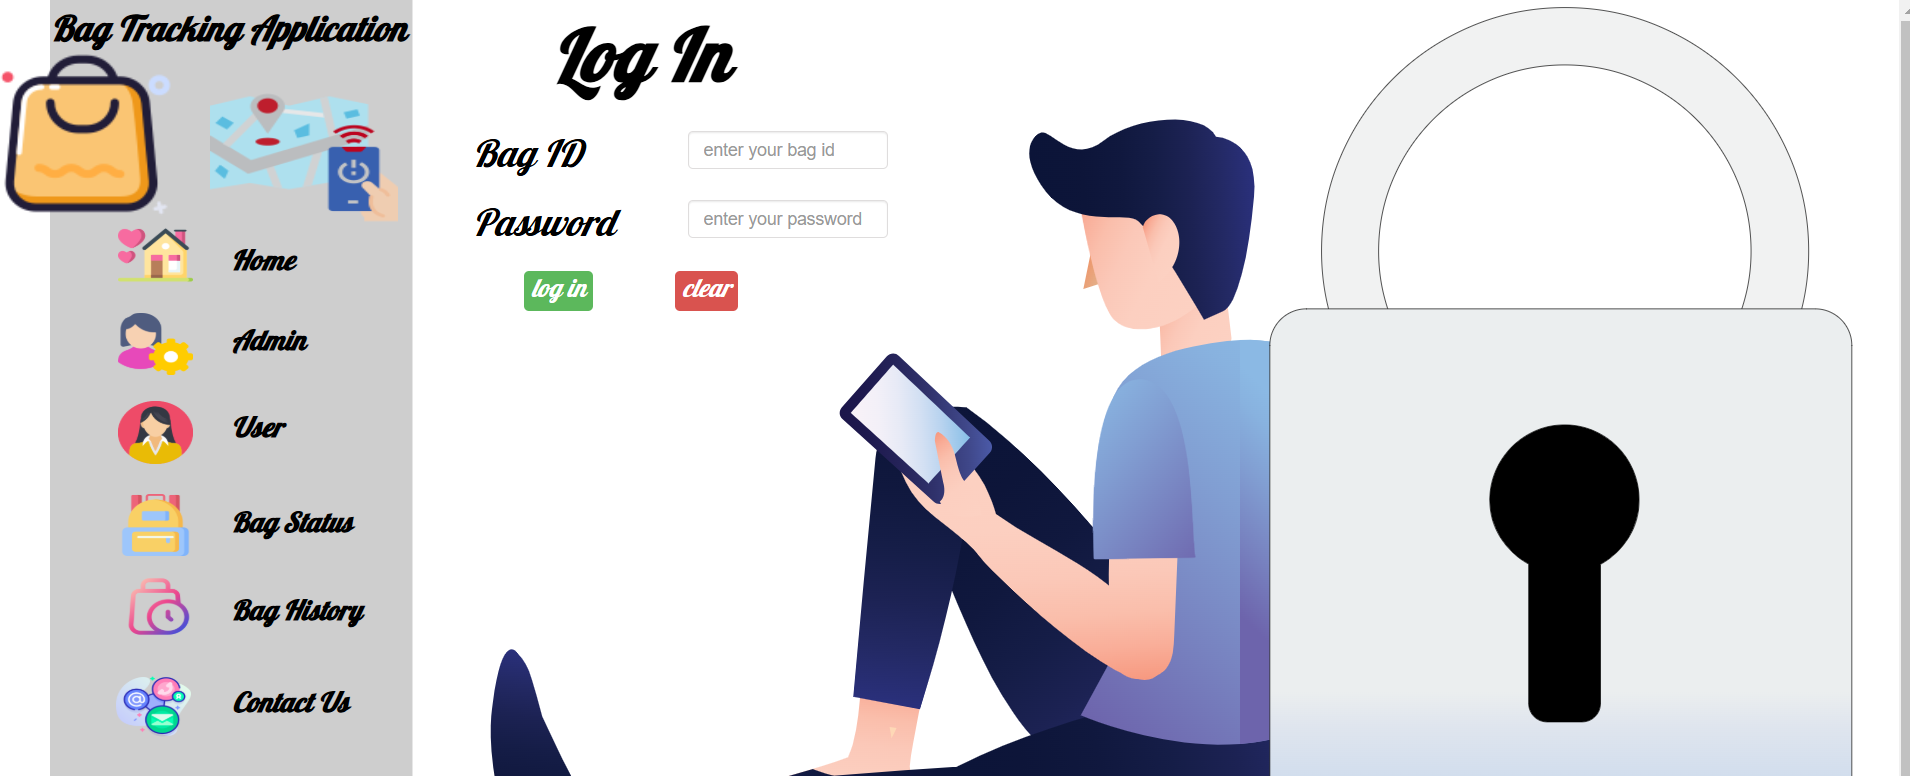 Bag Tracking Application
Home
Admin
User
Bag Status
Bag History
Contact Us
Log In
Bag ID
enter your bag id
Password
enter your password
log in
clear